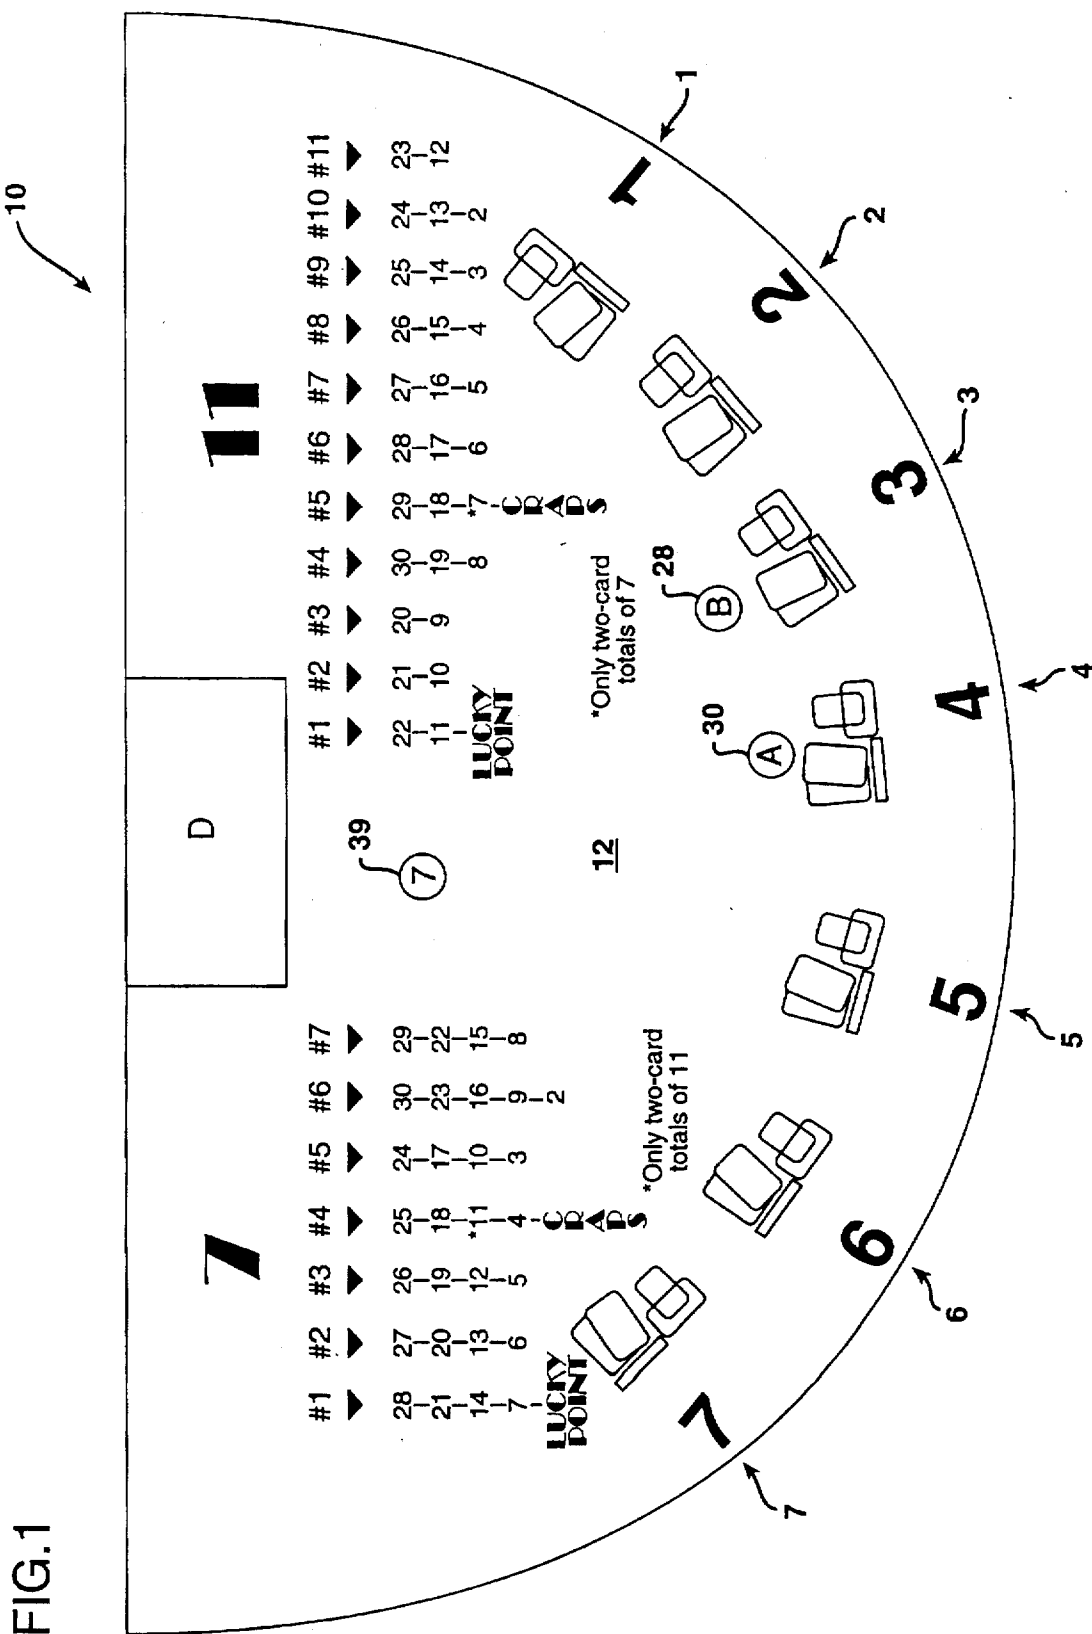 FIG.1
10
D
7
11
#1 #2 #3 #4 #5 #6 #7
28 27 26 25 24 30 29
21 20 19 18 17 23 22
14 13 12 *11 10 16 15
7 6 5 4 3 9 8
2
LUCKY
POINT
CRAPS
*Only two-card
totals of 11
39
7
12
#1 #2 #3 #4 #5 #6 #7 #8 #9 #10 #11
22 21 20 30 29 28 27 26 25 24 23
11 10 9 19 18 17 16 15 14 13 12
8 *7 6 5 4 3 2
LUCKY
POINT
CRAPS
*Only two-card
totals of 7
30
A
28
B
7
6
5
4
3
2
1
7
6
5
4
3
2
1